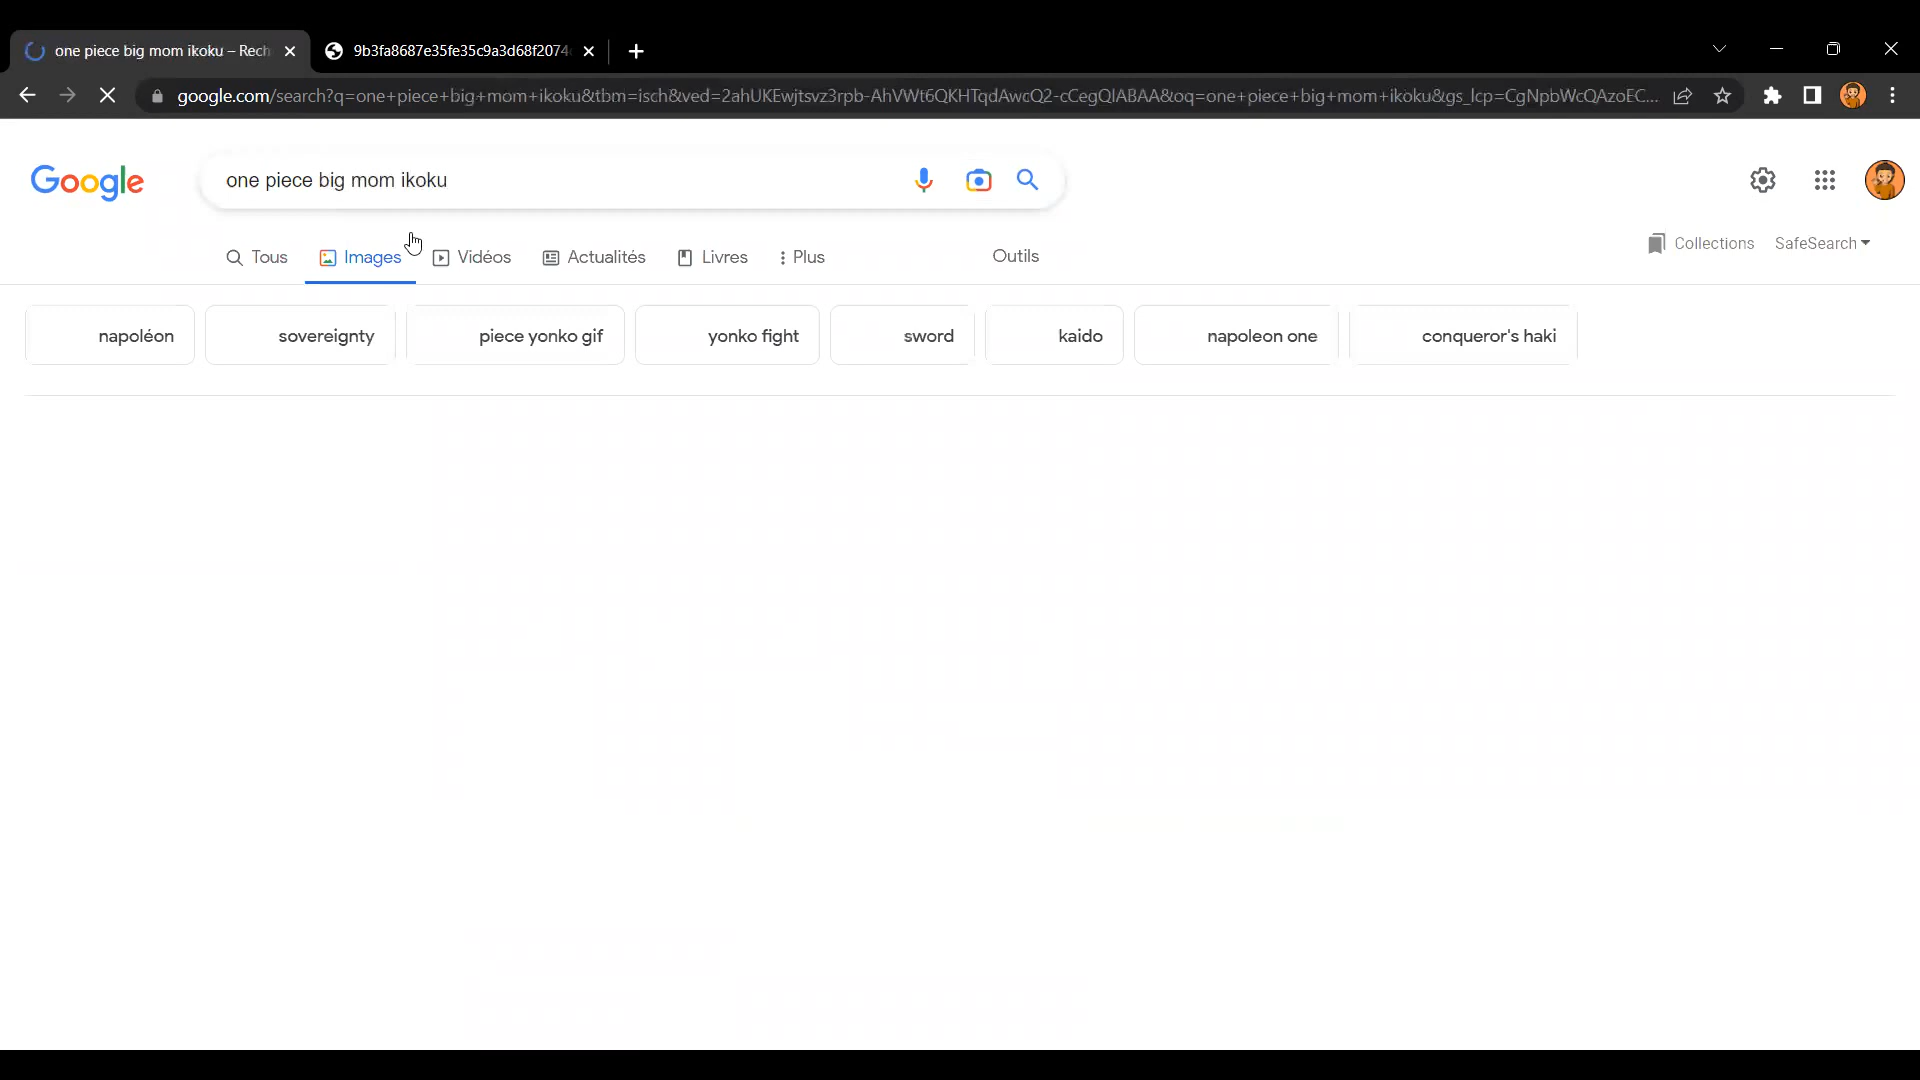 one piece big mom ikoku – Rech
9b3fa8687e35fe35c9a3d68f2074
google.com/search?q=one+piece+big+mom+ikoku&tbm=isch&ved=2ahUKEwjtsvz3rpb-AhVWt6QKHTqdAwcQ2-cCegQIABAA&oq=one+piece+big+mom+ikoku&gs_lcp=CgNpbWcQAzoEC...
Google
one piece big mom ikoku
Tous
Images
Vidéos
Actualités
Livres
Plus
Outils
Collections
SafeSearch
napoléon
sovereignty
piece yonko gif
yonko fight
sword
kaido
napoleon one
conqueror's haki